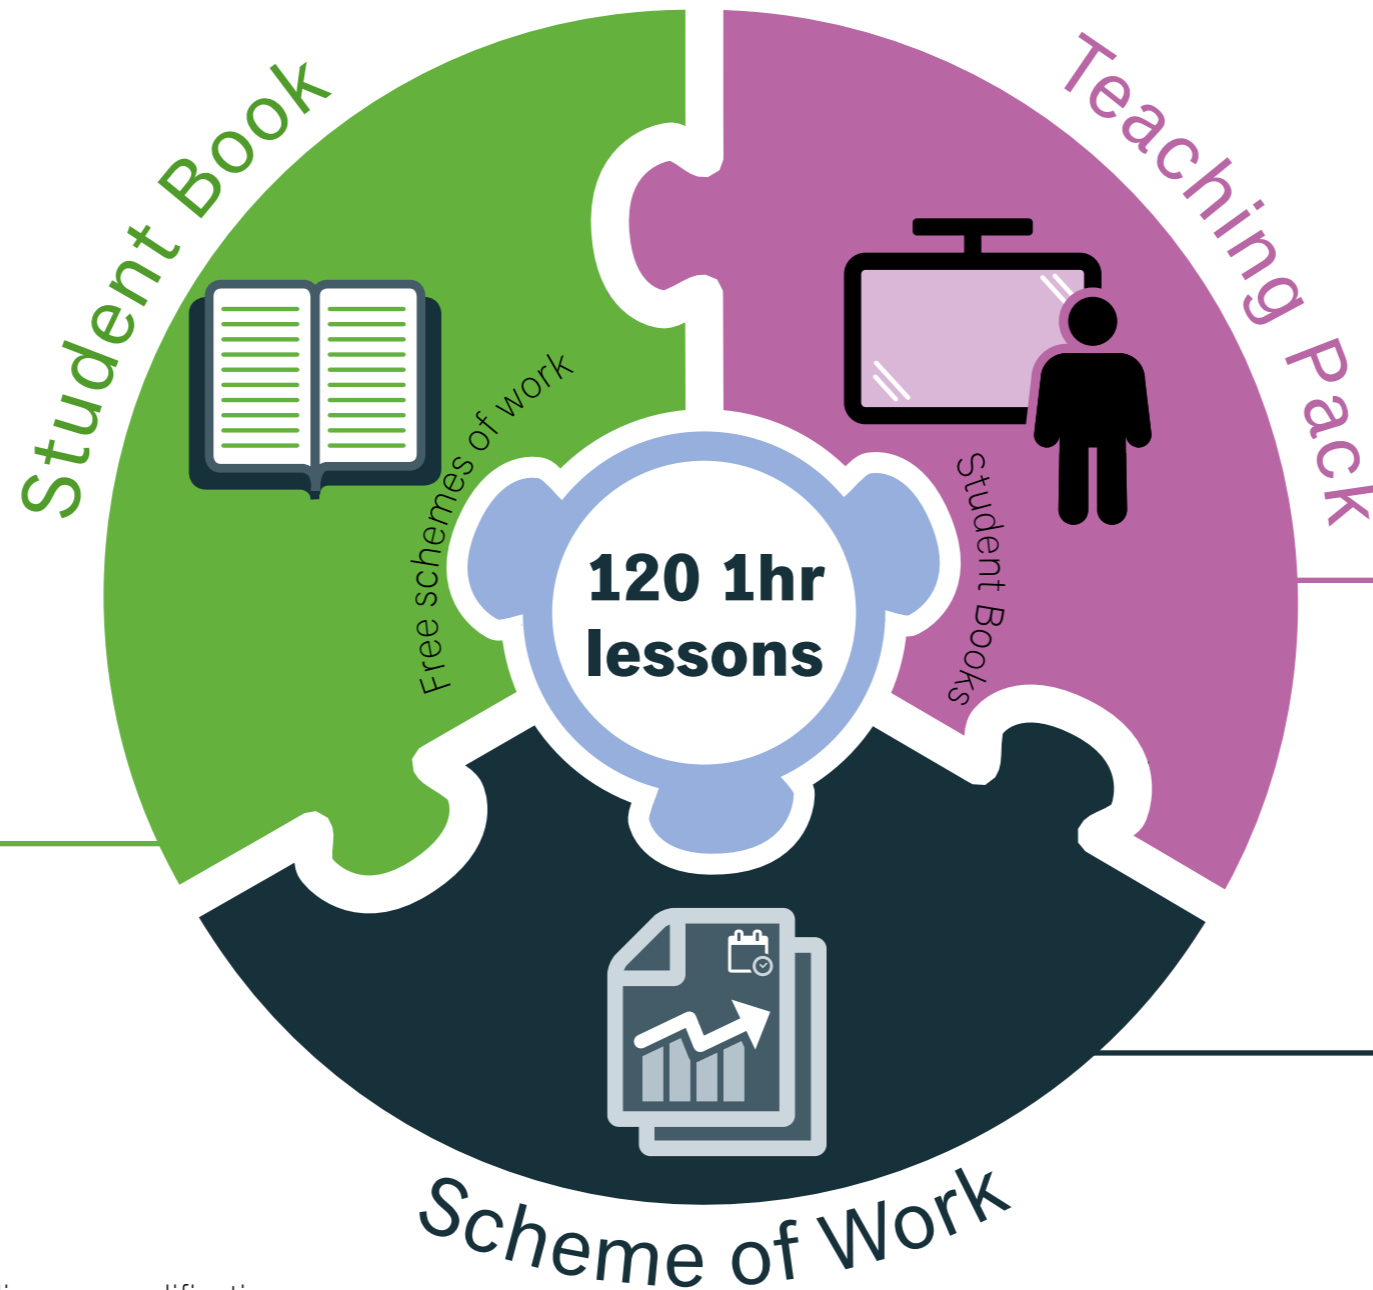 Student Book
Teaching Pack
Free schemes of work
Student Books
120 1hr
lessons
Scheme of Work